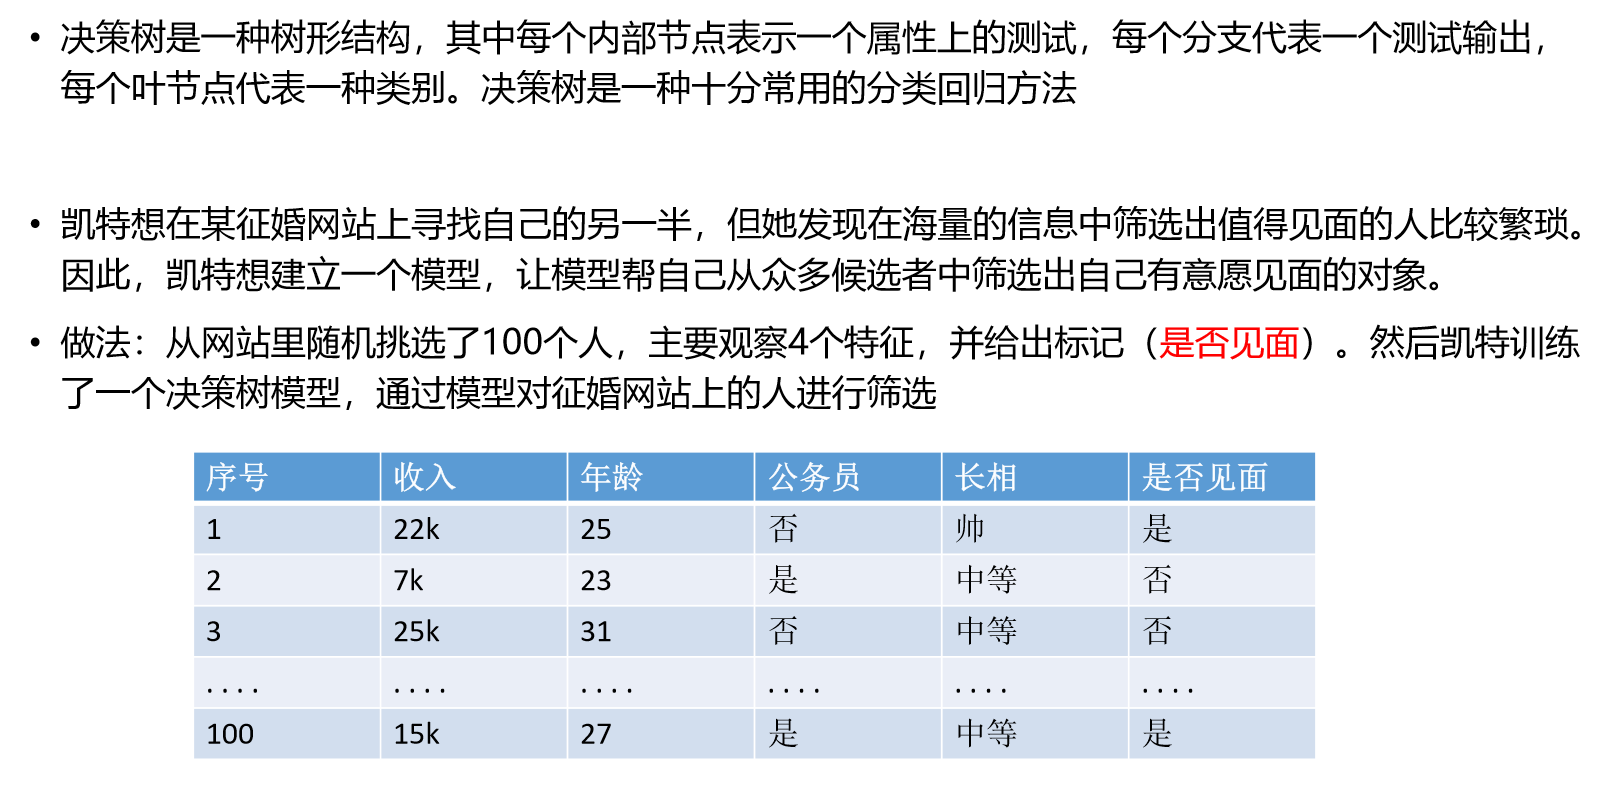 • 决策树是一种树形结构，其中每个内部节点表示一个属性上的测试，每个分支代表一个测试输出，
每个叶节点代表一种类别。决策树是一种十分常用的分类回归方法
• 凯特想在某征婚网站上寻找自己的另一半，但她发现在海量的信息中筛选出值得见面的人比较繁琐。
因此，凯特想建立一个模型，让模型帮自己从众多候选者中筛选出自己有意愿见面的对象。
• 做法：从网站里随机挑选了100个人，主要观察4个特征，并给出标记（是否见面）。然后凯特训练
了一个决策树模型，通过模型对征婚网站上的人进行筛选
序号 收入 年龄 公务员 长相 是否见面
1 22k 25 否 帅 是
2 7k 23 是 中等 否
3 25k 31 否 中等 否
.... .... .... .... .... ....
100 15k 27 是 中等 是